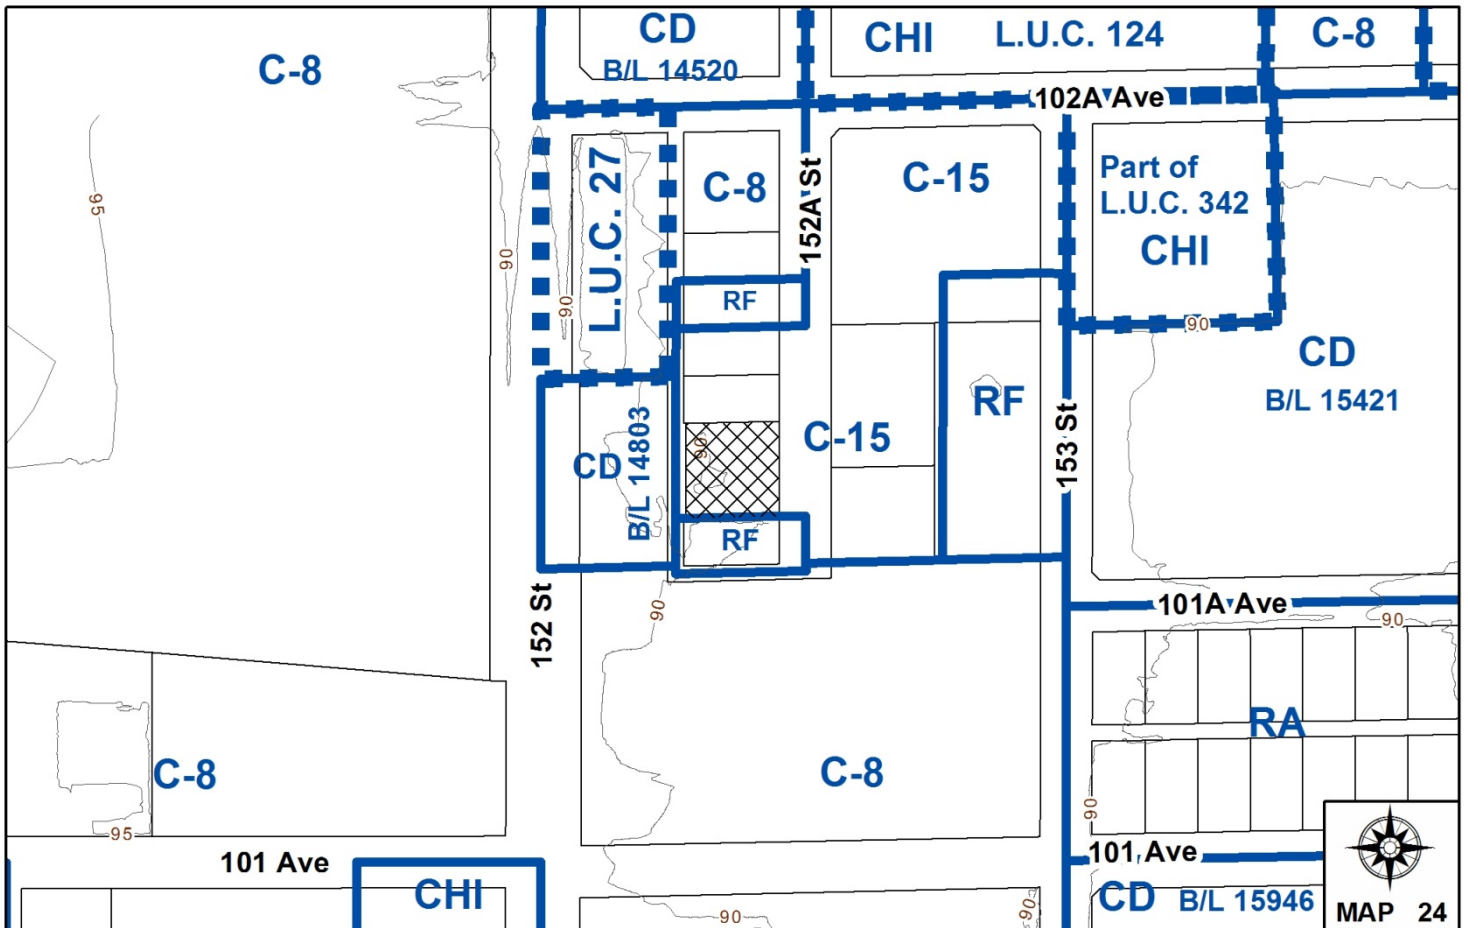 CD
B/L 14520
CHI
L.U.C. 124
C-8
C-8
102A Ave
95
90
L.U.C. 27
90
C-8
152A St
C-15
Part of
L.U.C. 342
CHI
RF
90
CD
B/L 15421
CD
B/L 14803
90
C-15
RF
153 St
RF
152 St
90
101A Ave
90
RA
C-8
C-8
90
95
101 Ave
101 Ave
CHI
90
90
CD
B/L 15946
MAP 24